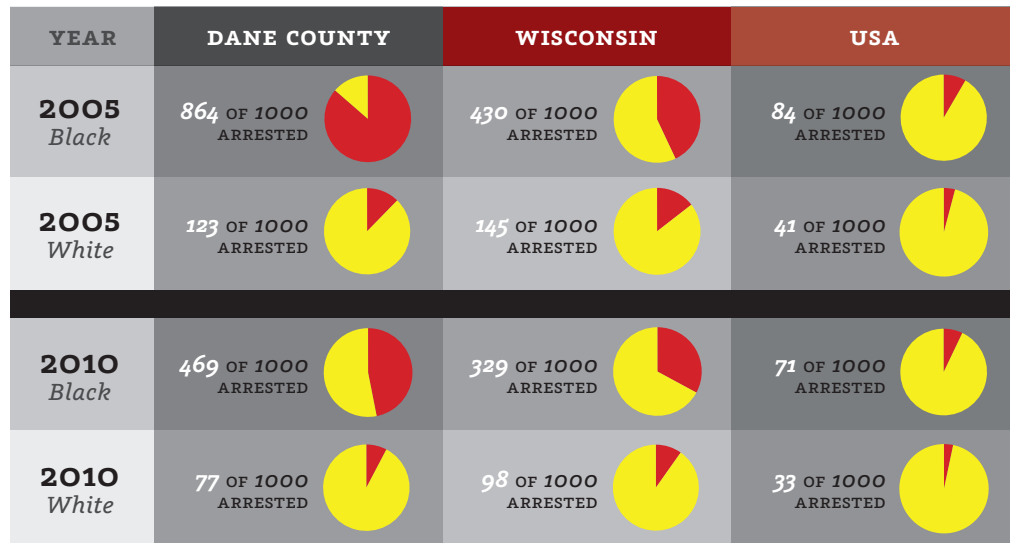 YEAR DANE COUNTY WISCONSIN USA
2005
Black
864 OF 1000
ARRESTED
430 OF 1000
ARRESTED
84 OF 1000
ARRESTED
2005
White
123 OF 1000
ARRESTED
145 OF 1000
ARRESTED
41 OF 1000
ARRESTED
2010
Black
469 OF 1000
ARRESTED
329 OF 1000
ARRESTED
71 OF 1000
ARRESTED
2010
White
77 OF 1000
ARRESTED
98 OF 1000
ARRESTED
33 OF 1000
ARRESTED